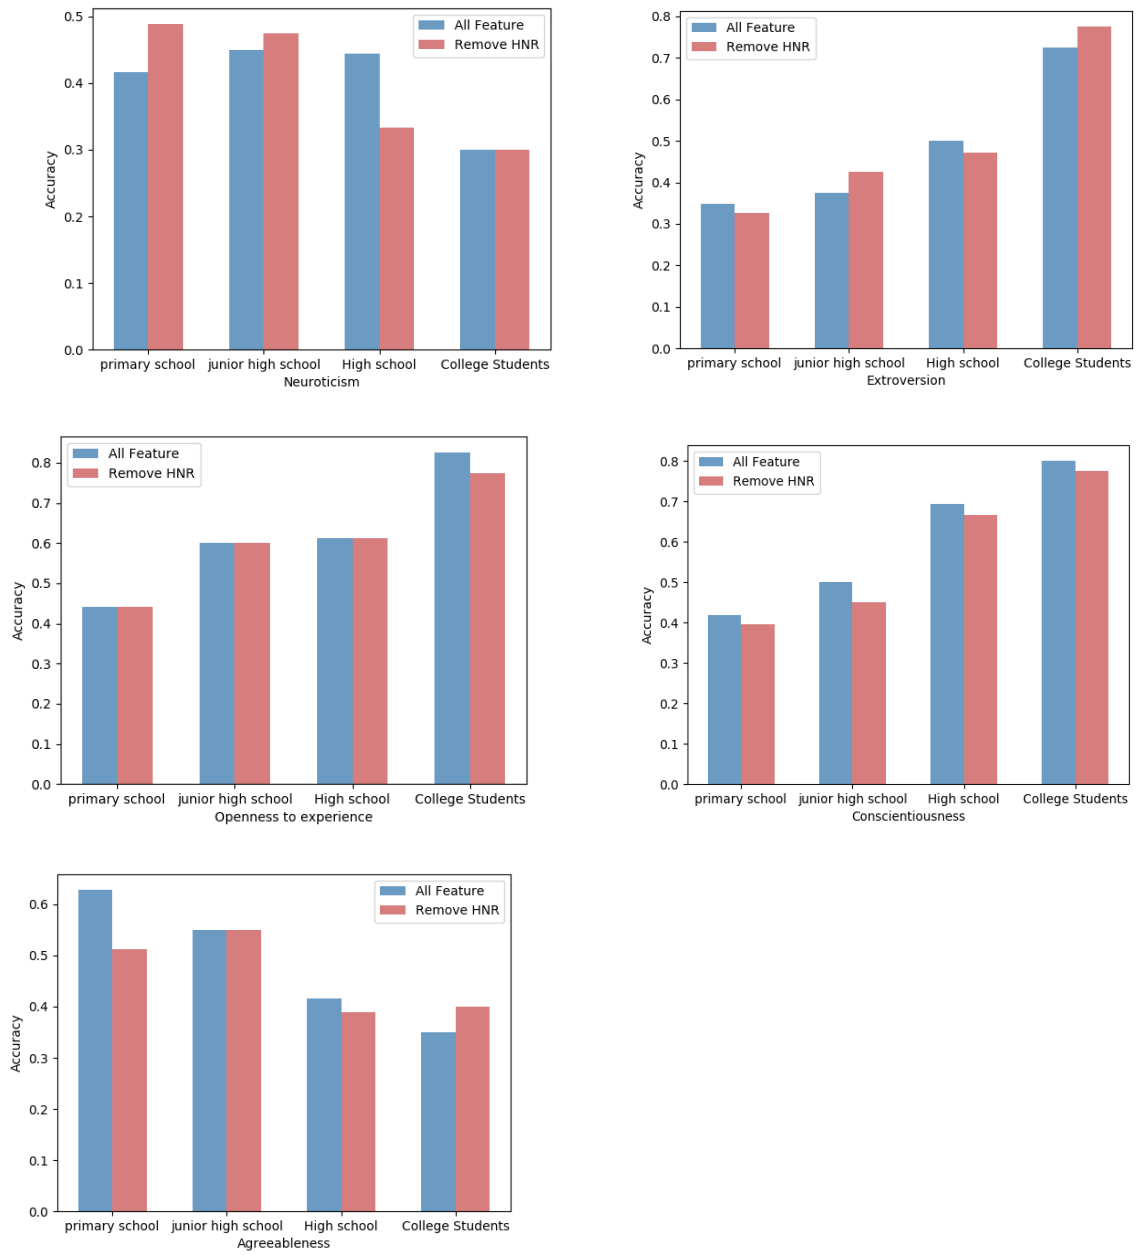 0.5
0.4
0.3
0.2
0.1
0.0
Accuracy
All Feature
Remove HNR
primary school junior high school High school College Students
Neuroticism
0.8
0.7
0.6
0.5
0.4
0.3
0.2
0.1
0.0
Accuracy
All Feature
Remove HNR
primary school junior high school High school College Students
Extroversion
0.8
0.7
0.6
0.5
0.4
0.3
0.2
0.1
0.0
Accuracy
All Feature
Remove HNR
primary school junior high school High school College Students
Openness to experience
0.8
0.7
0.6
0.5
0.4
0.3
0.2
0.1
0.0
Accuracy
All Feature
Remove HNR
primary school junior high school High school College Students
Conscientiousness
0.6
0.5
0.4
0.3
0.2
0.1
0.0
Accuracy
All Feature
Remove HNR
primary school junior high school High school College Students
Agreeableness